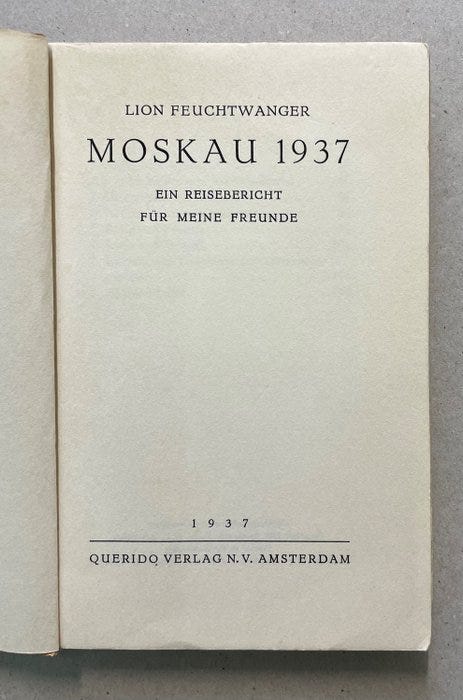 LION FEUCHTWANGER
MOSKAU 1937
EIN REISEBERICHT
FÜR MEINE FREUNDE
1937
QUERIDO VERLAG N.V. AMSTERDAM